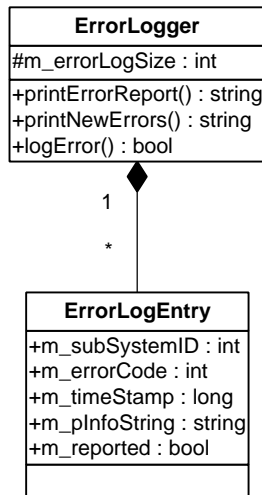 ErrorLogger
#m_errorLogSize : int
+printErrorReport() : string
+printNewErrors() : string
+logError() : bool
1
*
ErrorLogEntry
+m_subSystemID : int
+m_errorCode : int
+m_timeStamp : long
+m_pInfoString : string
+m_reported : bool